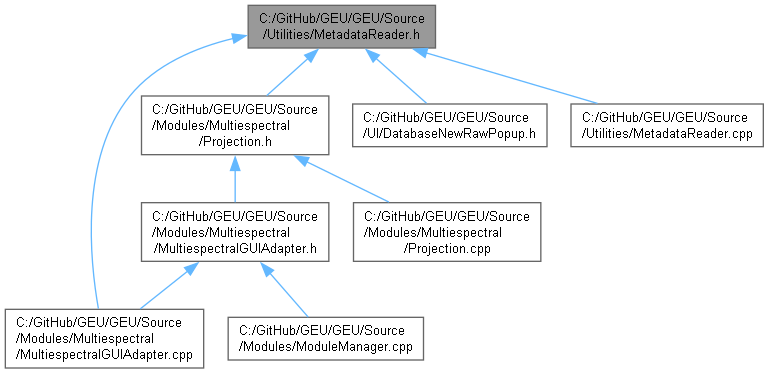 C:/GitHub/GEU/GEU/Source
/Utilities/MetadataReader.h
C:/GitHub/GEU/GEU/Source
/Modules/Multiespectral
/Projection.h
C:/GitHub/GEU/GEU/Source
/UI/DatabaseNewRawPopup.h
C:/GitHub/GEU/GEU/Source
/Utilities/MetadataReader.cpp
C:/GitHub/GEU/GEU/Source
/Modules/Multiespectral
/MultiespectralGUIAdapter.h
C:/GitHub/GEU/GEU/Source
/Modules/Multiespectral
/Projection.cpp
C:/GitHub/GEU/GEU/Source
/Modules/Multiespectral
/MultiespectralGUIAdapter.cpp
C:/GitHub/GEU/GEU/Source
/Modules/ModuleManager.cpp